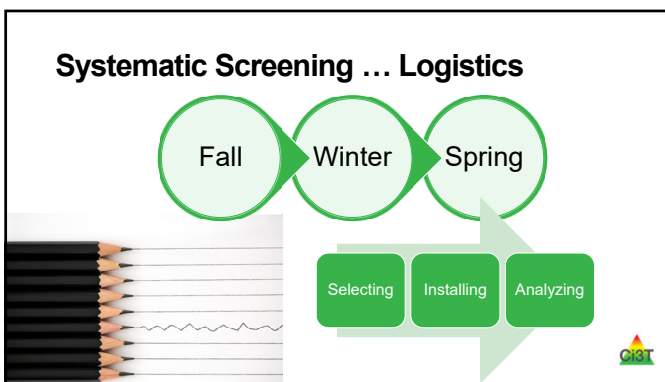 Systematic Screening … Logistics
Fall Winter Spring
Selecting Installing Analyzing
Ci3T